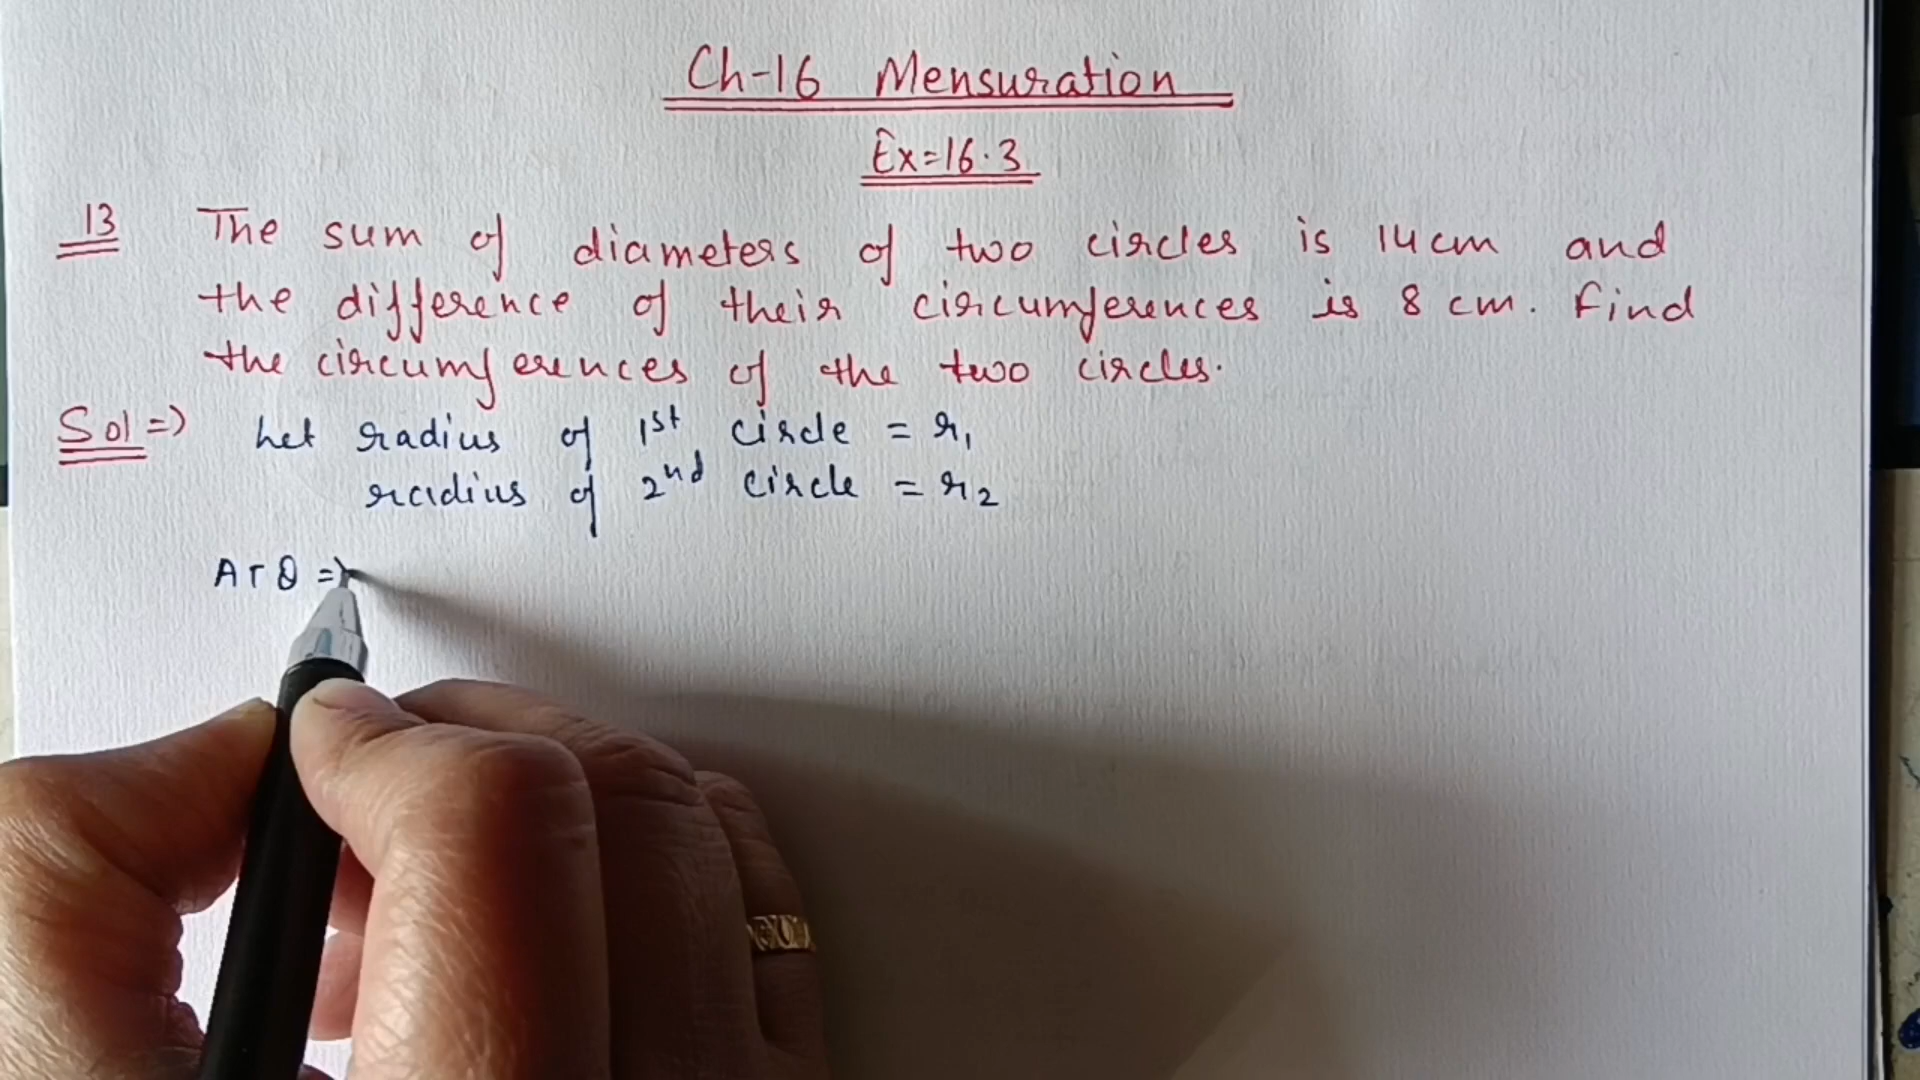 Ch-16 Mensuration
Ex=16.3
13 The sum of diameters of two circles is 14cm and
the difference of their circumferences is 8 cm. Find
the circumferences of the two circles.
Sol=) Let radius of 1st circle = r1
radius of 2nd circle = r2
ATQ =)